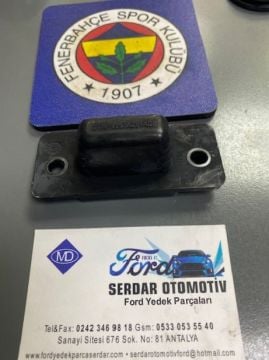 FENERBAHÇE SPOR KULÜBÜ
1907
MD
Ford
SERDAR OTOMOTİV
Ford Yedek Parçaları
Tel&Fax: 0242 346 98 18 Gsm: 0533 053 55 40
Sanayi Sitesi 676 Sok. No: 81 ANTALYA
www.fordyedekparcaserdar.com - serdarotomotivford@hotmail.com